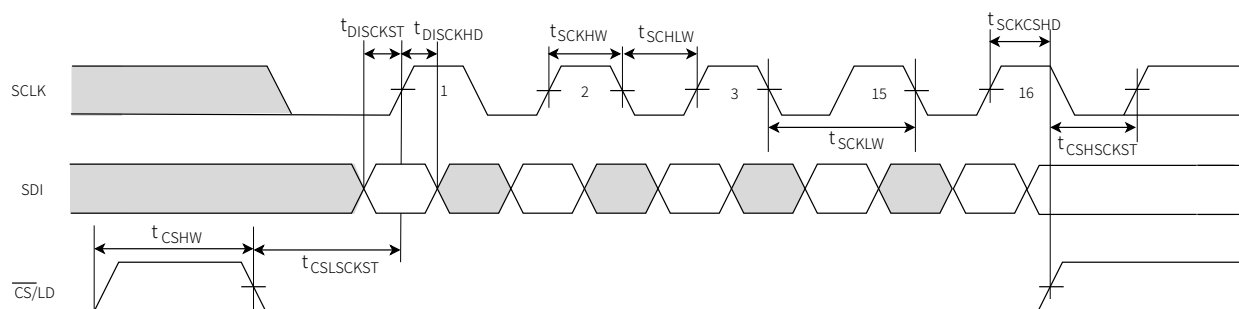 tDISCKST tDISCKHD tSCKHW tSCHLW tSCKCSHD
SCLK 1 2 3 15 16
tSCKLW tCSHSCKST
SDI
tCSHW
tCSLSCKST
CS/LD